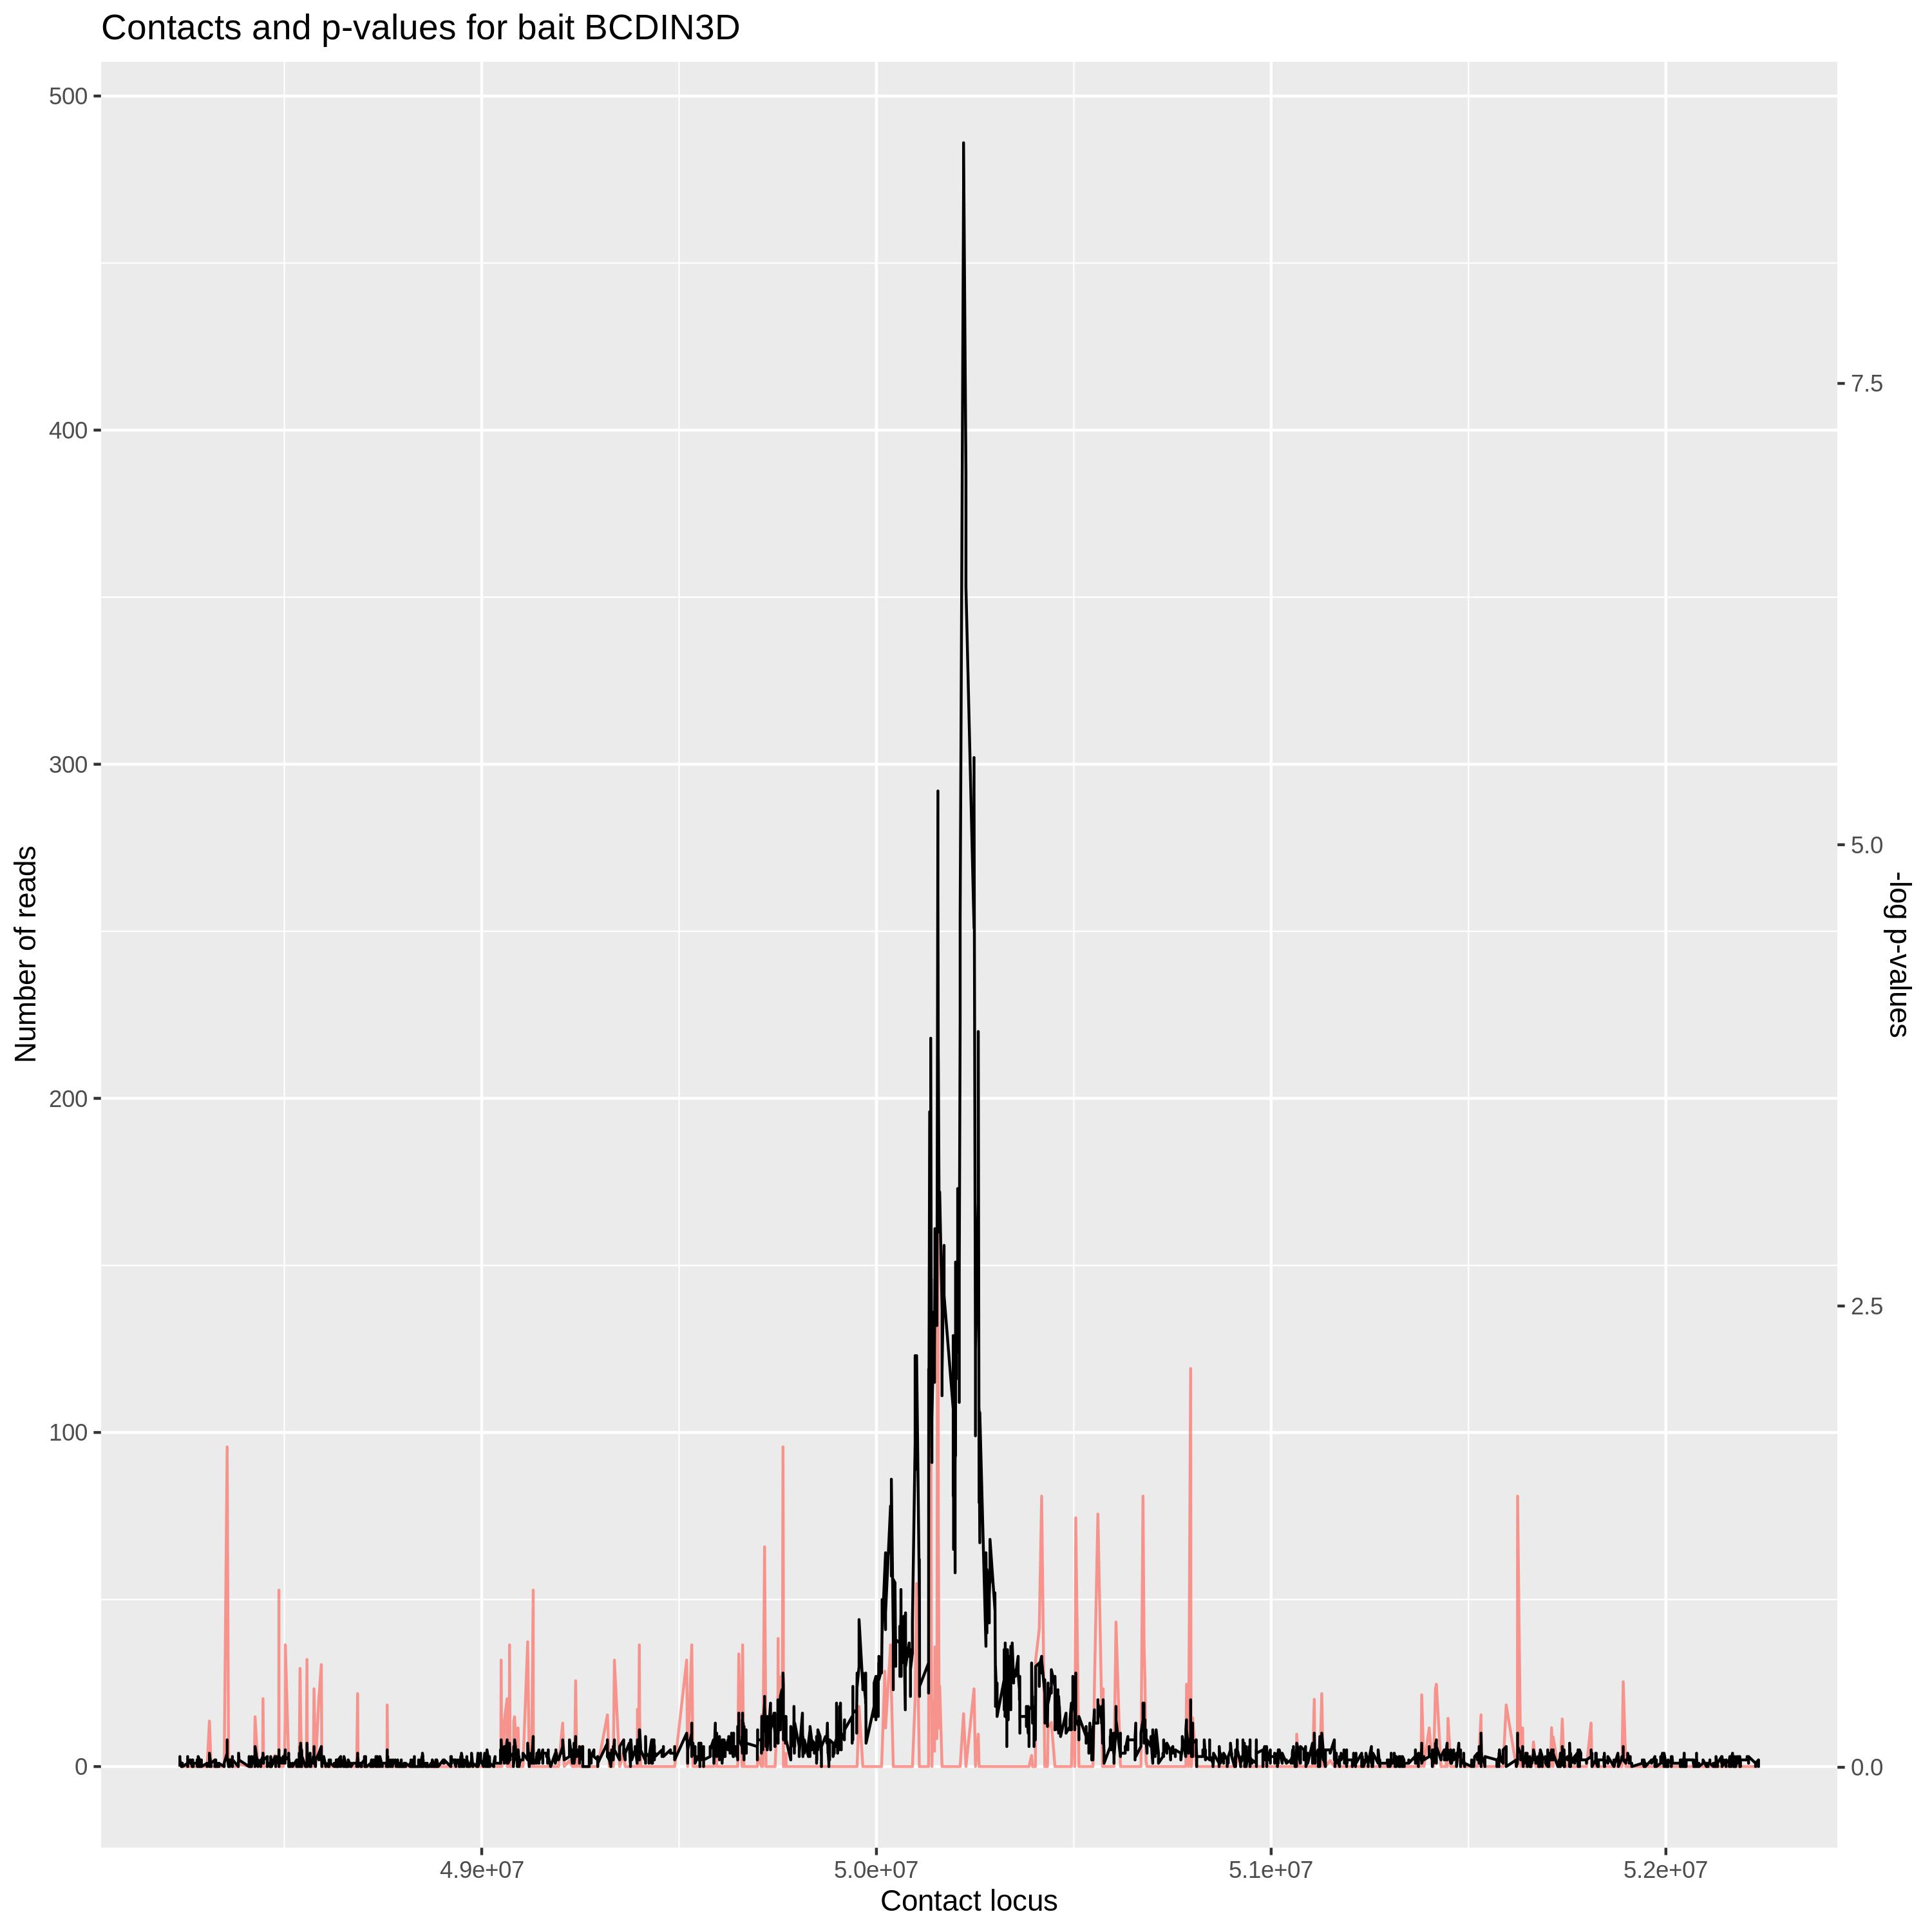 Contacts and p-values for bait BCDIN3D
500
400
300
200
100
0
Number of reads
7.5
5.0
2.5
0.0
-log p-values
4.9e+07
5.0e+07
5.1e+07
5.2e+07
Contact locus